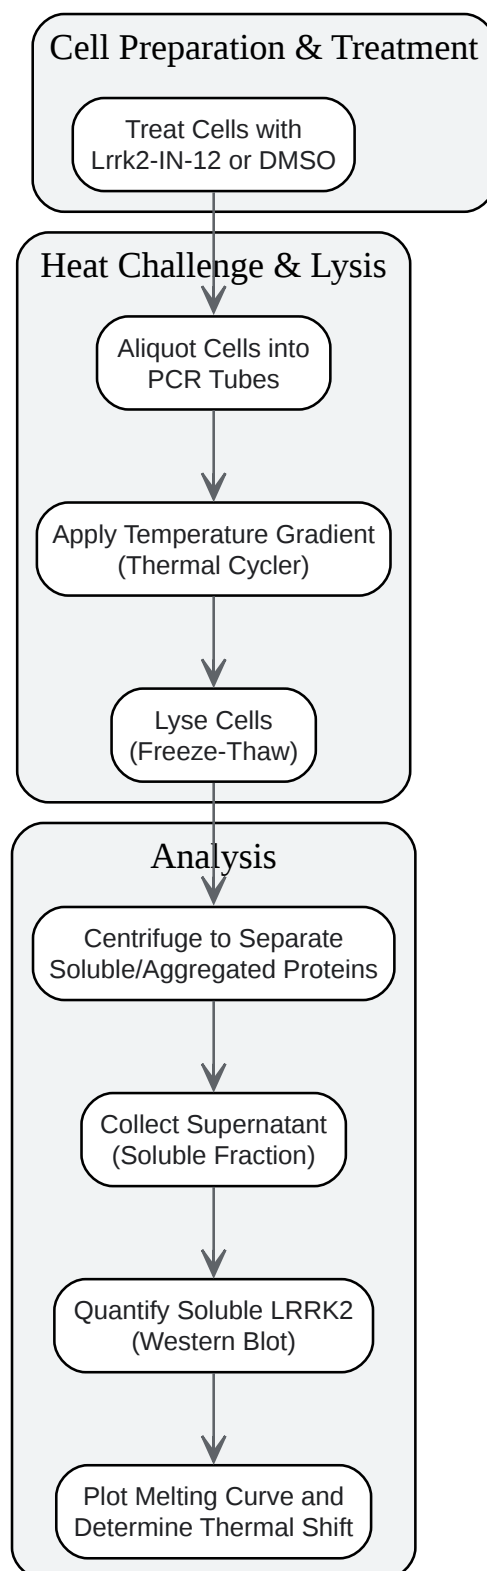 Cell Preparation & Treatment
Treat Cells with
Lrrk2-IN-12 or DMSO
Heat Challenge & Lysis
Aliquot Cells into
PCR Tubes
Apply Temperature Gradient
(Thermal Cycler)
Lyse Cells
(Freeze-Thaw)
Analysis
Centrifuge to Separate
Soluble/Aggregated Proteins
Collect Supernatant
(Soluble Fraction)
Quantify Soluble LRRK2
(Western Blot)
Plot Melting Curve and
Determine Thermal Shift